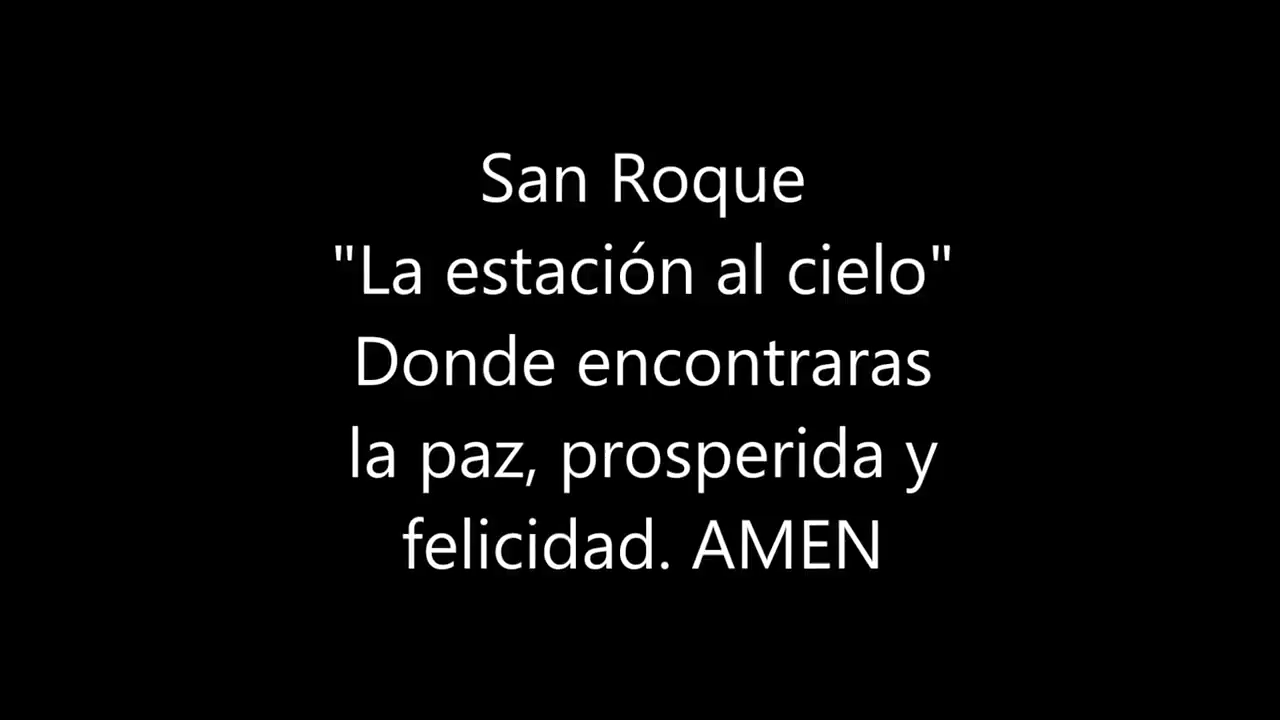 San Roque
"La estación al cielo"
Donde encontraras
la paz, prosperida y
felicidad. AMEN